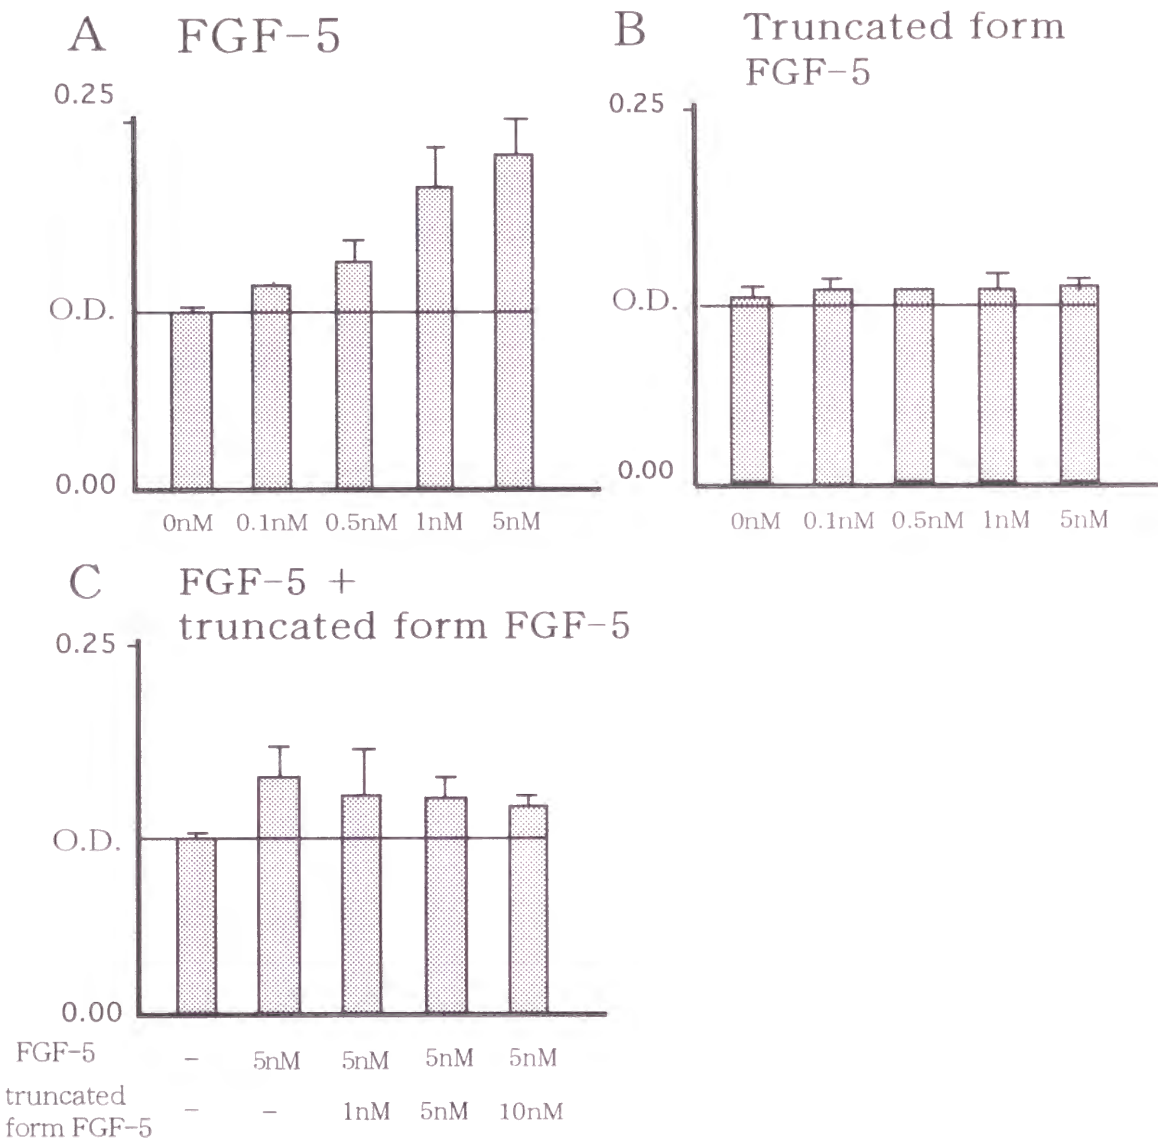 A FGF-5
0.25
O.D.
0.00
0nM 0.1nM 0.5nM 1nM 5nM
B Truncated form
FGF-5
0.25
O.D.
0.00
0nM 0.1nM 0.5nM 1nM 5nM
C FGF-5 +
truncated form FGF-5
0.25
O.D.
0.00
FGF-5 - 5nM 5nM 5nM 5nM
truncated
form FGF-5 - - 1nM 5nM 10nM